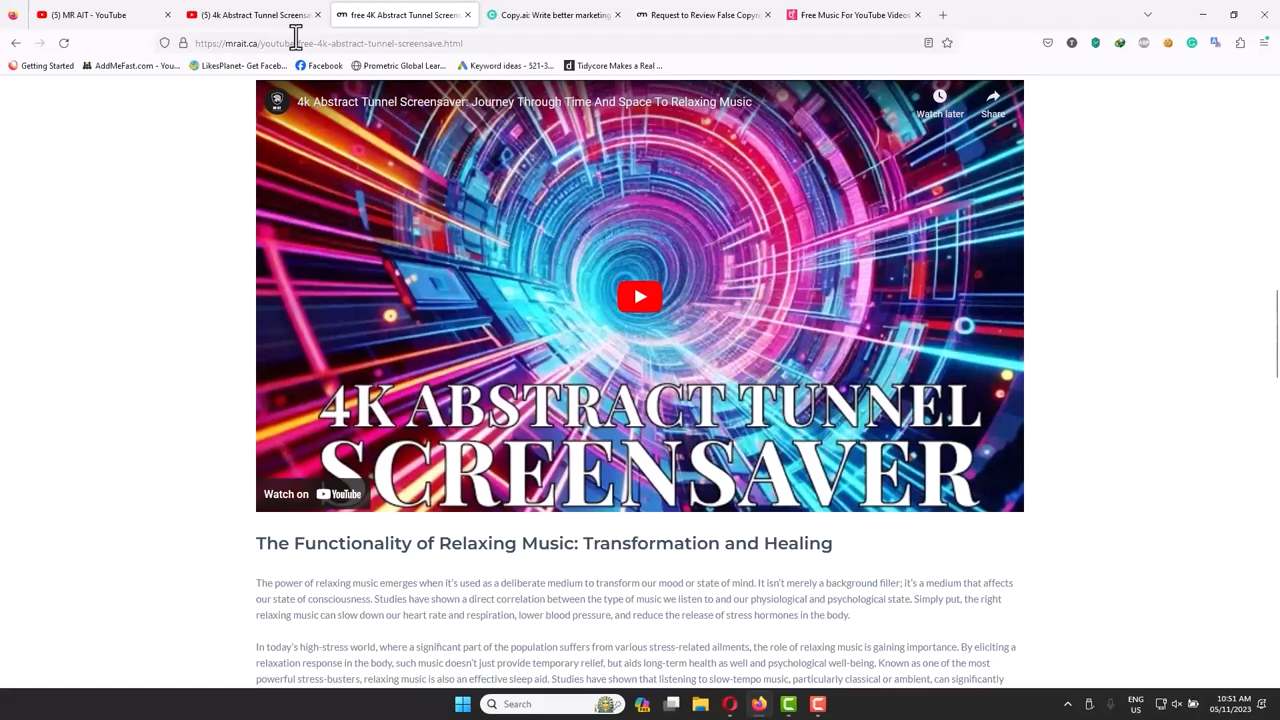 (5) MR AIT - YouTube
(5) 4k Abstract Tunnel Screensa
free 4K Abstract Tunnel Screens
Copy.ai: Write better marketing
Request to Review False Copyri
Free Music For YouTube Videos
https://mrait.ca/youtube/free-4k-abstract-tunnel-screensave.html
Getting Started
AddMeFast.com - You...
LikesPlanet- Get Faceb...
Facebook
Prometric Global Lear...
Keyword ideas - 521-3...
Tidycore Makes a Real ...
4k Abstract Tunnel Screensaver: Journey Through Time And Space To Relaxing Music
Watch later
Share
4K ABSTRACT TUNNEL
SCREENSAVER
Watch on YouTube
The Functionality of Relaxing Music: Transformation and Healing
The power of relaxing music emerges when it's used as a deliberate medium to transform our mood or state of mind. It isn't merely a background filler; it's a medium that affects
our state of consciousness. Studies have shown a direct correlation between the type of music we listen to and our physiological and psychological state. Simply put, the right
relaxing music can slow down our heart rate and respiration, lower blood pressure, and reduce the release of stress hormones in the body.
In today's high-stress world, where a significant part of the population suffers from various stress-related ailments, the role of relaxing music is gaining importance. By eliciting a
relaxation response in the body, such music doesn't just provide temporary relief, but aids long-term health as well and psychological well-being. Known as one of the most
powerful stress-busters, relaxing music is also an effective sleep aid. Studies have shown that listening to slow-tempo music, particularly classical or ambient, can significantly
Search
ENG
US
10:51 AM
05/11/2023